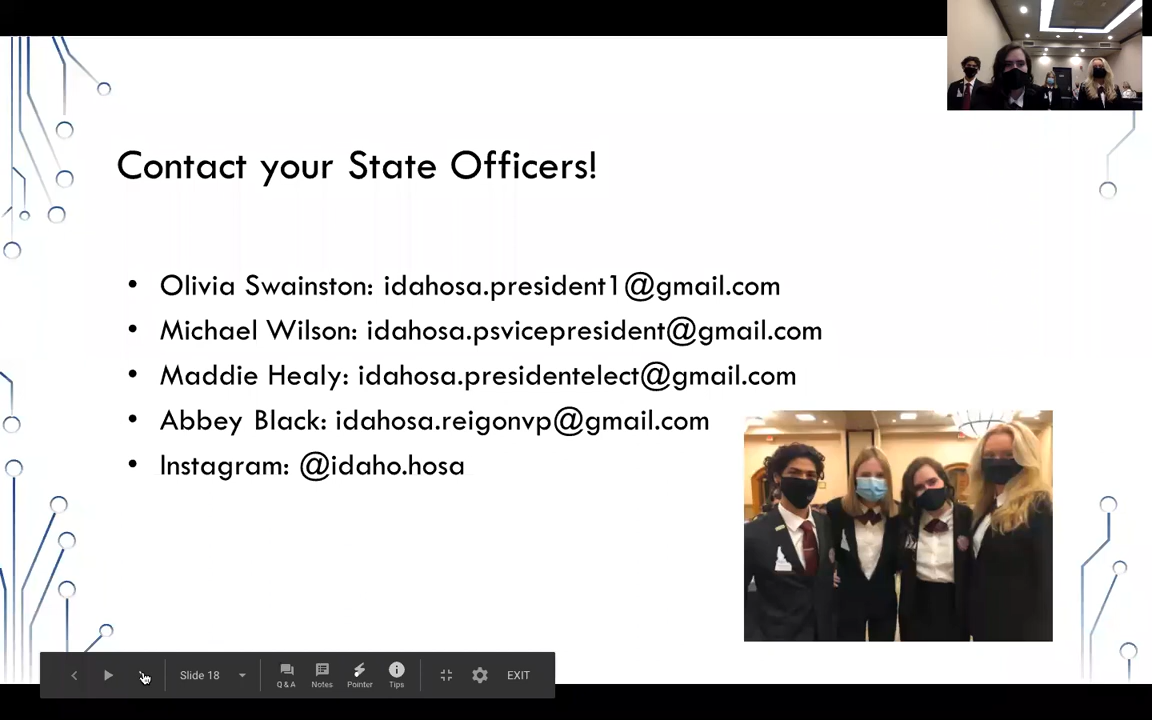 Contact your State Officers!
• Olivia Swainston: idahosa.president1@gmail.com
• Michael Wilson: idahosa.psvicepresident@gmail.com
• Maddie Healy: idahosa.presidentelect@gmail.com
• Abbey Black: idahosa.reigonvp@gmail.com
• Instagram: @idaho.hosa
Slide 18
Q & A
Notes
Pointer
Tips
EXIT